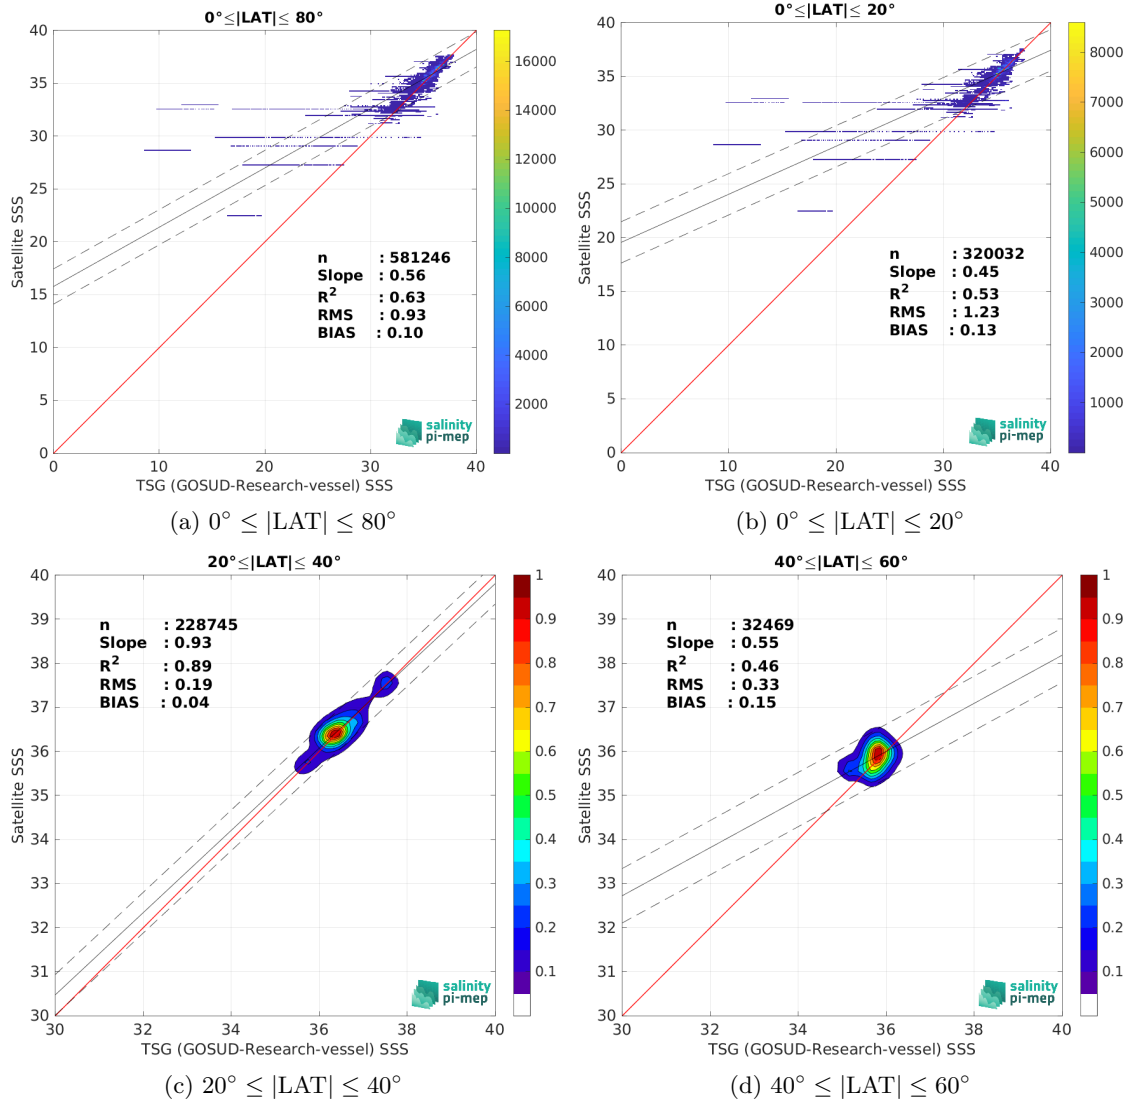 0°≤|LAT|≤ 80°
40
35
30
25
20
15
10
5
0
0
10
20
30
40
Satellite SSS
TSG (GOSUD-Research-vessel) SSS
n : 581246
Slope : 0.56
R² : 0.63
RMS : 0.93
BIAS : 0.10
salinity
pi-mep
16000
14000
12000
10000
8000
6000
4000
2000
(a) 0° ≤ |LAT| ≤ 80°
0°≤|LAT|≤ 20°
40
35
30
25
20
15
10
5
0
0
10
20
30
40
Satellite SSS
TSG (GOSUD-Research-vessel) SSS
n : 320032
Slope : 0.45
R² : 0.53
RMS : 1.23
BIAS : 0.13
salinity
pi-mep
8000
7000
6000
5000
4000
3000
2000
1000
(b) 0° ≤ |LAT| ≤ 20°
20°≤|LAT|≤ 40°
40
39
38
37
36
35
34
33
32
31
30
30
32
34
36
38
40
Satellite SSS
TSG (GOSUD-Research-vessel) SSS
n : 228745
Slope : 0.93
R² : 0.89
RMS : 0.19
BIAS : 0.04
salinity
pi-mep
1
0.9
0.8
0.7
0.6
0.5
0.4
0.3
0.2
0.1
(c) 20° ≤ |LAT| ≤ 40°
40°≤|LAT|≤ 60°
40
39
38
37
36
35
34
33
32
31
30
30
32
34
36
38
40
Satellite SSS
TSG (GOSUD-Research-vessel) SSS
n : 32469
Slope : 0.55
R² : 0.46
RMS : 0.33
BIAS : 0.15
salinity
pi-mep
1
0.9
0.8
0.7
0.6
0.5
0.4
0.3
0.2
0.1
(d) 40° ≤ |LAT| ≤ 60°